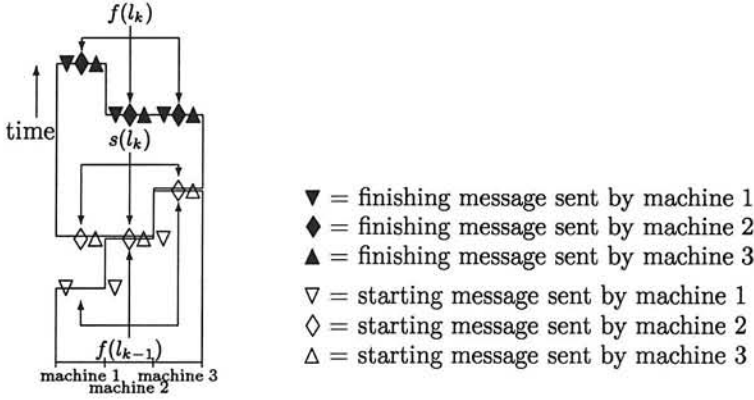 f(l_k)
time
s(l_k)
f(l_{k-1})
machine 1 machine 3
machine 2
▼ = finishing message sent by machine 1
◆ = finishing message sent by machine 2
▲ = finishing message sent by machine 3
▽ = starting message sent by machine 1
◇ = starting message sent by machine 2
△ = starting message sent by machine 3